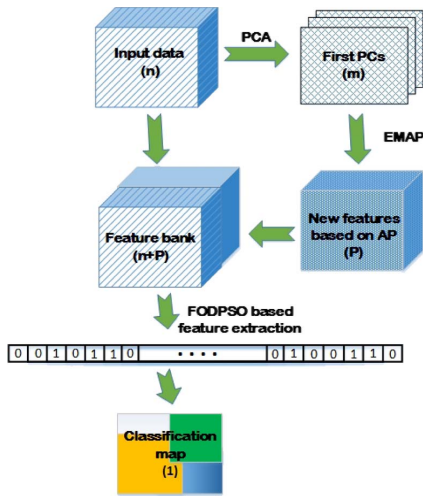 Input data
(n)
PCA
First PCs
(m)
EMAP
Feature bank
(n+P)
New features
based on AP
(P)
FODPSO based
feature extraction
0 0 1 0 1 1 0 .... 0 1 0 0 1 1 0
Classification
map
(1)